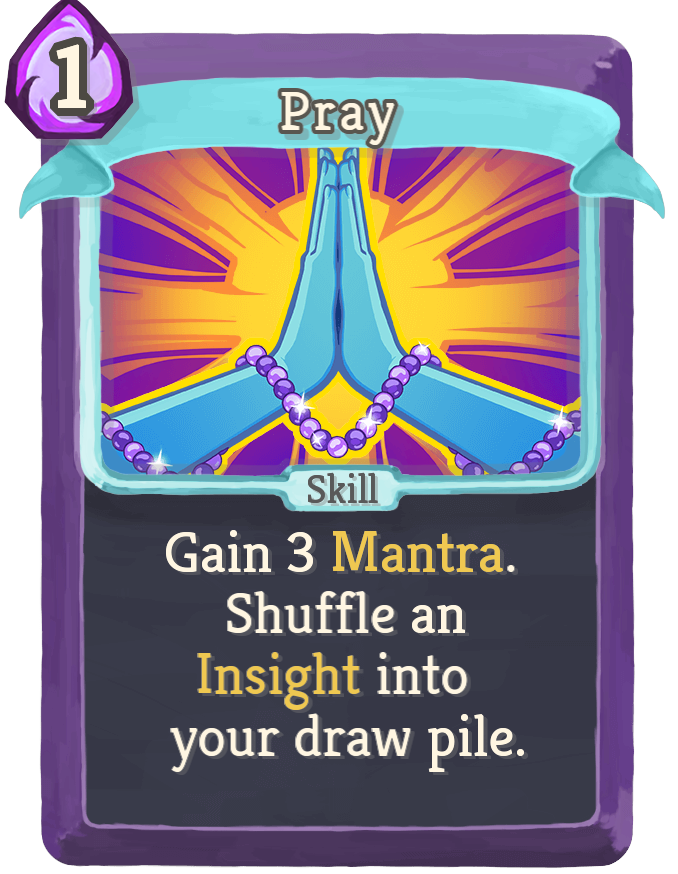 1
Pray
Skill
Gain 3 Mantra.
Shuffle an
Insight into
your draw pile.